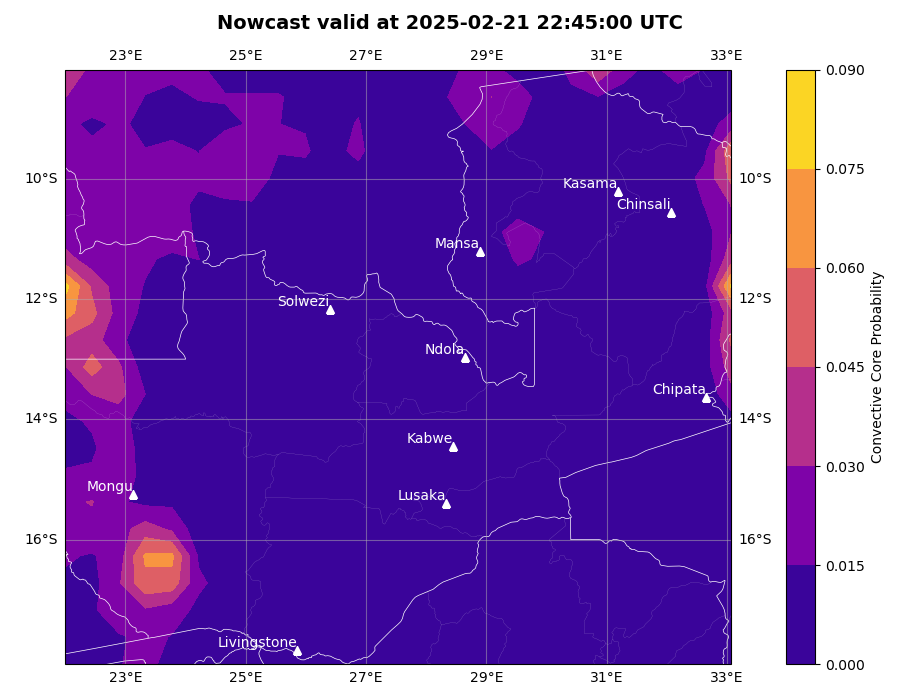 Nowcast valid at 2025-02-21 22:45:00 UTC
23°E 25°E 27°E 29°E 31°E 33°E
0.090
0.075
0.060
0.045
0.030
0.015
0.000
Convective Core Probability
10°S 10°S
12°S 12°S
14°S 14°S
16°S 16°S
Kasama
Chinsali
Mansa
Solwezi
Ndola
Chipata
Kabwe
Mongu
Lusaka
Livingstone
23°E 25°E 27°E 29°E 31°E 33°E